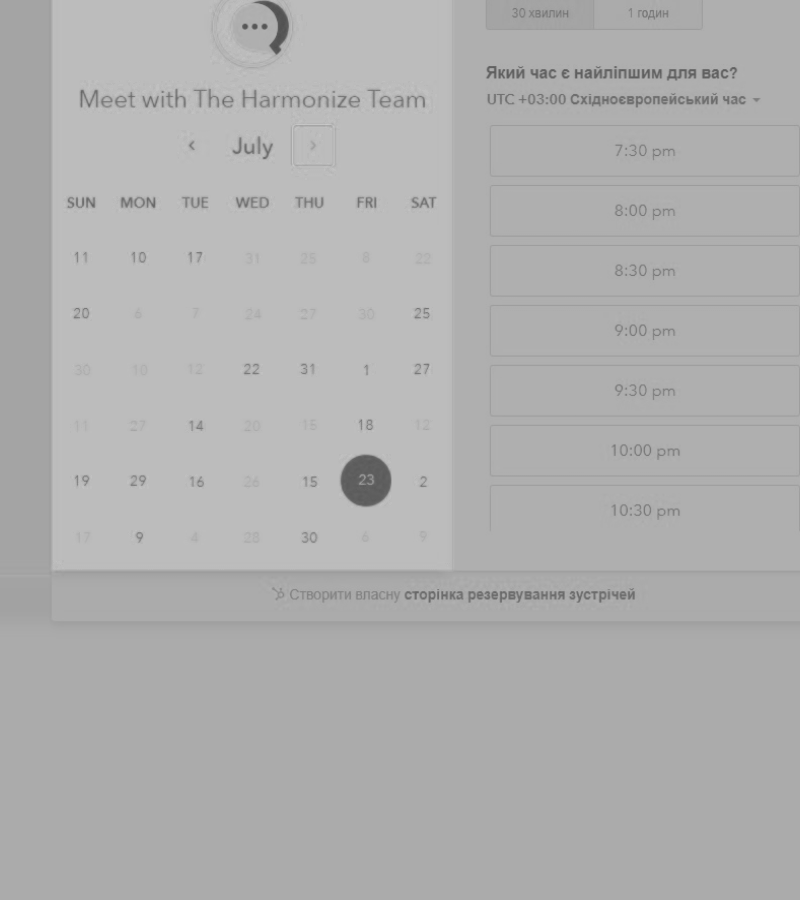 30 хвилин 1 годин
Який час є найліпшим для вас?
UTC +03:00 Східноєвропейський час
Meet with The Harmonize Team
July
SUN MON TUE WED THU FRI SAT
11 10 17 31 25 8 22
20 6 7 24 27 30 25
30 10 12 22 31 1 27
11 27 14 20 15 18 12
19 29 16 26 15 23 2
17 9 4 28 30 6 9
7:30 pm
8:00 pm
8:30 pm
9:00 pm
9:30 pm
10:00 pm
10:30 pm
Створити власну сторінка резервування зустрічей